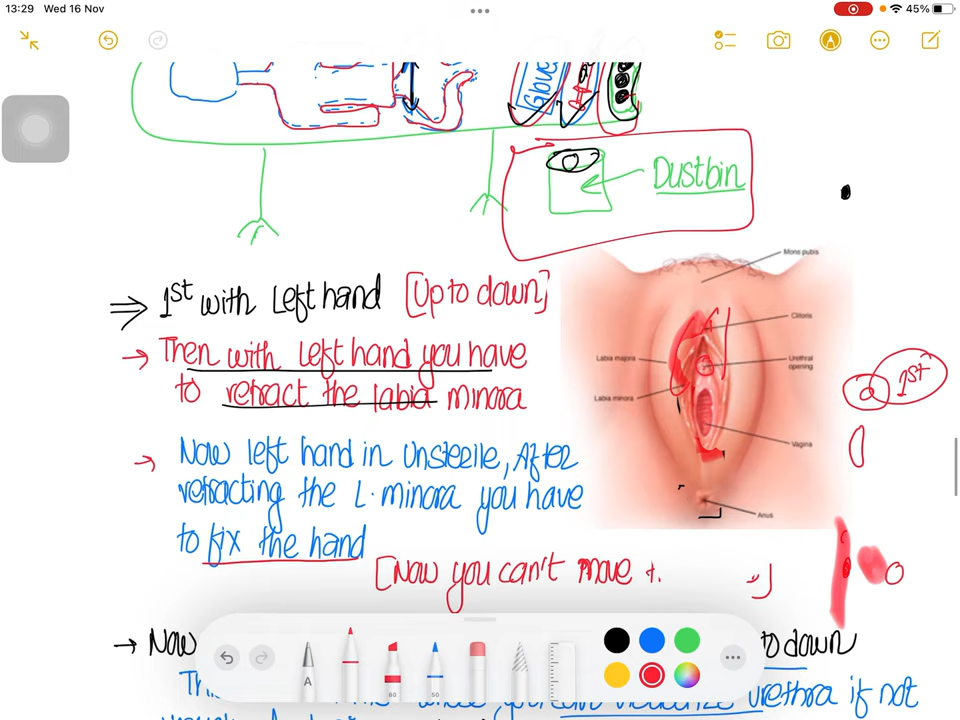 13:29 Wed 16 Nov
45%
Glove
Dustbin
⇒ 1st with Left hand [Up to down]
→ Then with left hand you have
to retract the labia minora
→ Now left hand in Unsteelle, After
retracting the L. minora you have
to fix the hand
[Now you can't move
Mons pubis
Clitoris
Labia majora
Urethral
opening
Labia minora
Vagina
Anus
1st
→ Now
to down
urethra if not
A
80
50